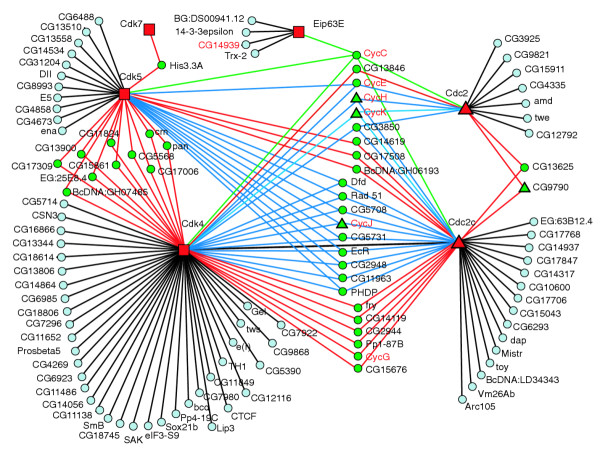 CG6488
CG13510
CG13558
CG14534
CG31204
Dll
CG8993
E5
CG4858
CG4673
ena
Cdk7
Cdk5
His3.3A
BG:DS00941.12
14-3-3epsilon
CG14939
Trx-2
Eip63E
CycC
CG13846
CycE
CycH
CycK
CG3850
CG14619
CG17508
BcDNA:GH06193
Cdc2
CG3925
CG9821
CG15911
CG4335
amd
twe
CG12792
CG13625
CG9790
CG11824
crn
CG13900
pan
CG5568
CG17309
CG15861
CG17006
EG:25E8.4
BcDNA:GH07485
Dfd
Rad 51
CG5708
CycJ
CG5731
EcR
CG2948
CG11963
PHDP
fry
CG14119
CG2944
Pp1-87B
CycG
CG15676
Cdk4
Cdc2c
CG5714
CSN3
CG16866
CG13344
CG18614
CG13806
CG14864
CG6985
CG18806
CG7296
CG11652
Prosbeta5
CG4269
CG6923
CG11486
CG14056
CG11138
SmB
CG18745
SAK
eIF3-S9
Sox21b
Pp4-19C
bcd
Lip3
CG7980
CTCF
CG11849
CG12116
TH1
CG5390
e(r)
CG9868
tws
CG7922
Gef
EG:63B12.4
CG17768
CG14937
CG17847
CG14317
CG10600
CG17706
CG15043
CG6293
dap
Mistr
toy
BcDNA:LD34343
Vm26Ab
Arc105